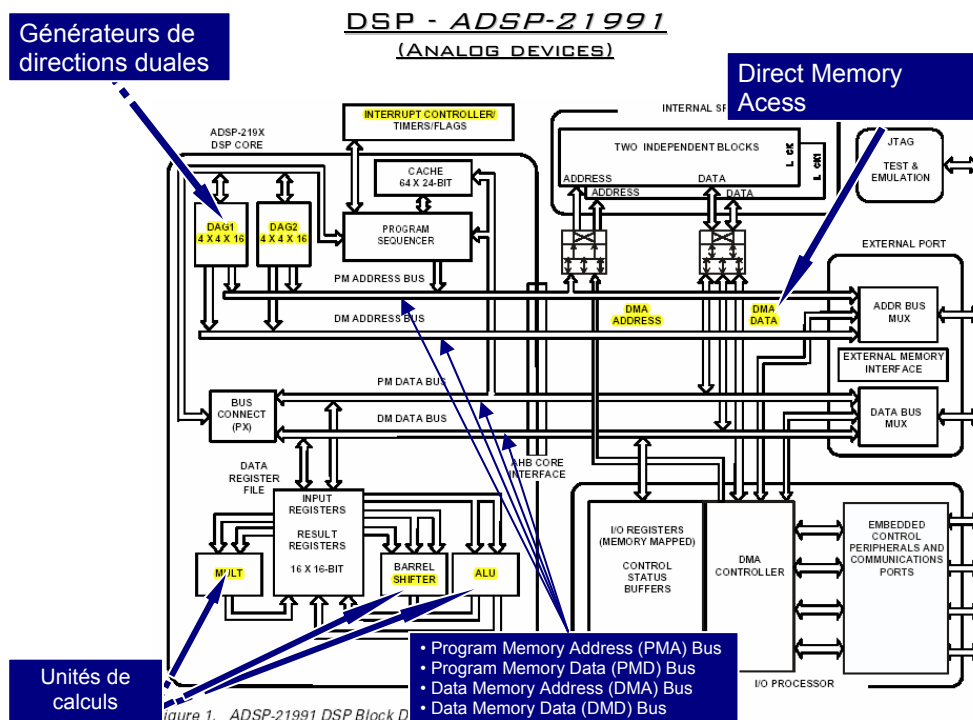 DSP - ADSP-21991
(ANALOG DEVICES)
Générateurs de
directions duales
Direct Memory
Acess
INTERRUPT CONTROLLER/
TIMERS/FLAGS
ADSP-219X
DSP CORE
CACHE
64 X 24-BIT
DAG1
4 X 4 X 16
DAG2
4 X 4 X 16
PROGRAM
SEQUENCER
INTERNAL
TWO INDEPENDENT BLOCKS
ADDRESS
DATA
ADDRESS
DATA
JTAG
TEST &
EMULATION
EXTERNAL PORT
PM ADDRESS BUS
DM ADDRESS BUS
DMA
ADDRESS
DMA
DATA
ADDR BUS
MUX
EXTERNAL MEMORY
INTERFACE
PM DATA BUS
BUS
CONNECT
(PX)
DM DATA BUS
DATA BUS
MUX
DATA
REGISTER
FILE
AHB CORE
INTERFACE
INPUT
REGISTERS
RESULT
REGISTERS
16 X 16-BIT
MULT
BARREL
SHIFTER
ALU
I/O REGISTERS
(MEMORY MAPPED)
CONTROL
STATUS
BUFFERS
DMA
CONTROLLER
EMBEDDED
CONTROL
PERIPHERALS AND
COMMUNICATIONS
PORTS
I/O PROCESSOR
Unités de
calculs
• Program Memory Address (PMA) Bus
• Program Memory Data (PMD) Bus
• Data Memory Address (DMA) Bus
• Data Memory Data (DMD) Bus
igure 1. ADSP-21991 DSP Block D